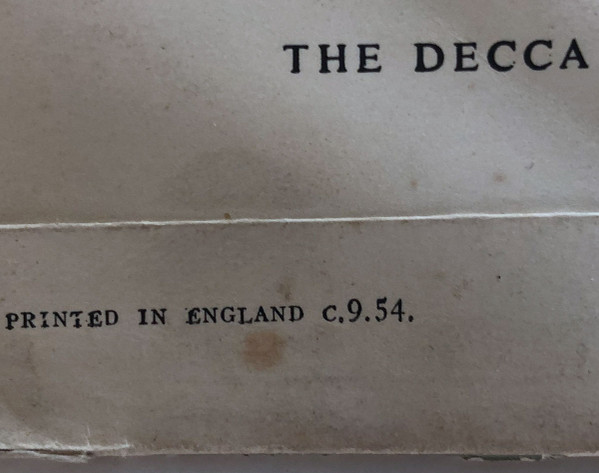 THE DECCA
PRINTED IN ENGLAND C.9.54.